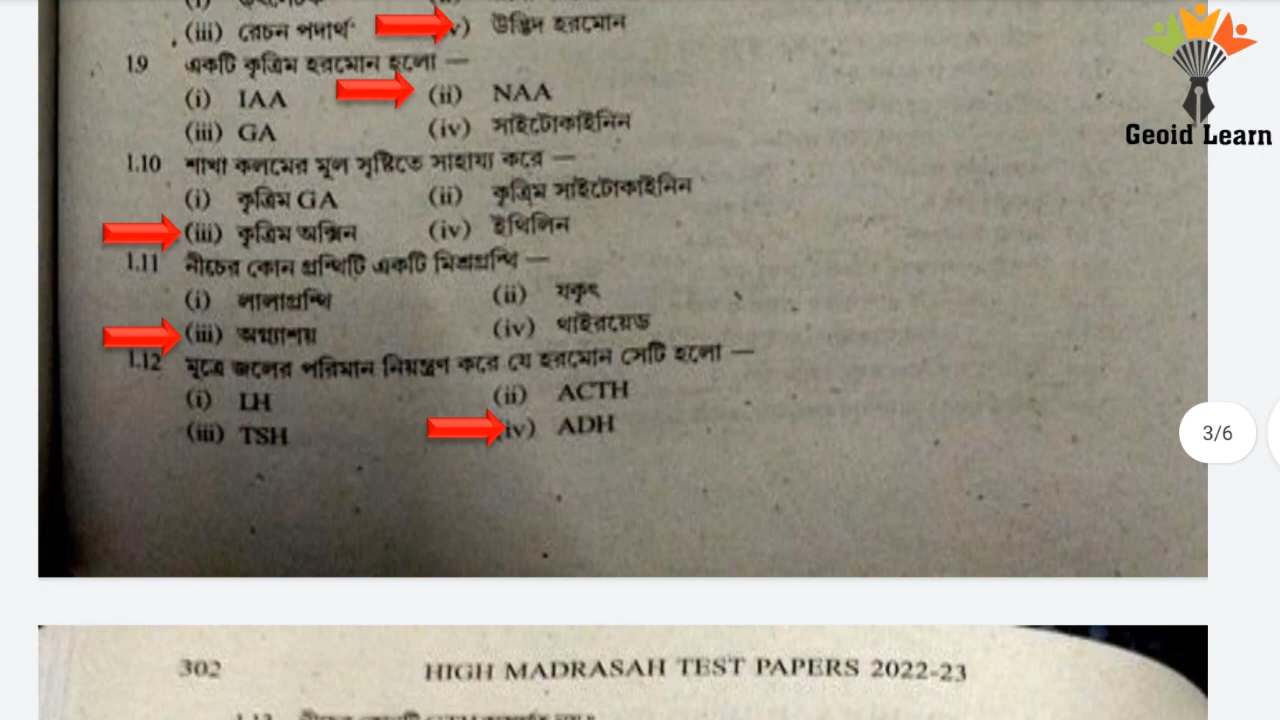 (iii) রেচন পদার্থ v) উদ্ভিদ হরমোন
1.9 একটি কৃত্রিম হরমোন হলো —
(i) IAA (ii) NAA
(iii) GA (iv) সাইটোকাইনিন
1.10 শাখা কলমের মূল সৃষ্টিতে সাহায্য করে —
(i) কৃত্রিম GA (ii) কৃত্রিম সাইটোকাইনিন
(iii) কৃত্রিম অক্সিন (iv) ইথিলিন
1.11 নীচের কোন গ্রন্থিটি একটি মিশ্রগ্রন্থি —
(i) লালাগ্রন্থি (ii) যকৃৎ
(iii) অগ্ন্যাশয় (iv) থাইরয়েড
1.12 মূত্রে জলের পরিমান নিয়ন্ত্রণ করে যে হরমোন সেটি হলো —
(i) LH (ii) ACTH
(iii) TSH iv) ADH
302 HIGH MADRASAH TEST PAPERS 2022-23
Geoid Learn
3/6